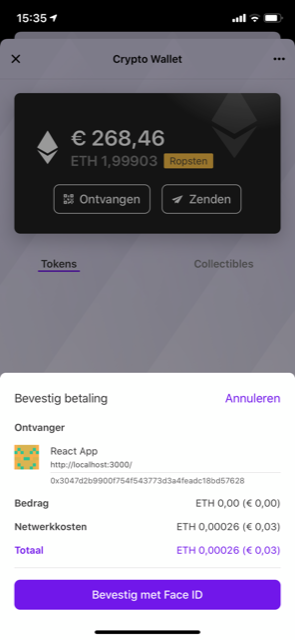 15:35
Crypto Wallet
€ 268,46
ETH 1,99903 Ropsten
Ontvangen Zenden
Tokens Collectibles
Bevestig betaling Annuleren
Ontvanger
React App
http://localhost:3000/
0x3047d2b9900f754f543773d3a4feadc18bd57628
Bedrag ETH 0,00 (€ 0,00)
Netwerkkosten ETH 0,00026 (€ 0,03)
Totaal ETH 0,00026 (€ 0,03)
Bevestig met Face ID